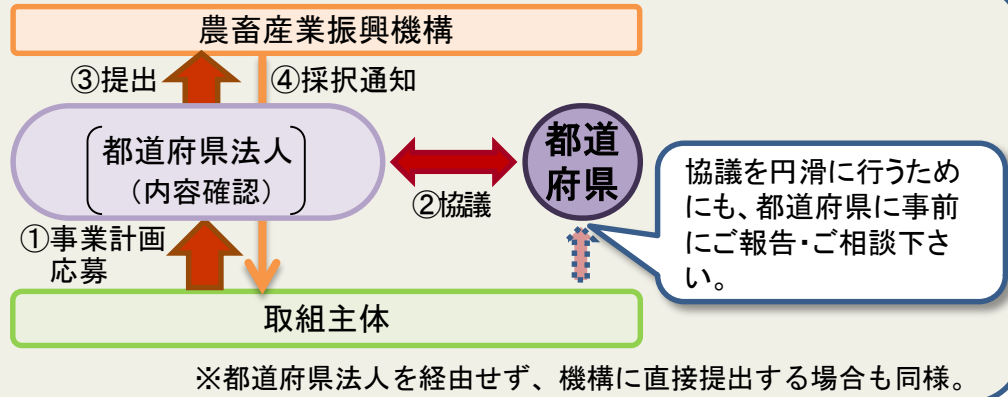 農畜産業振興機構
③提出
④採択通知
都道府県法人
（内容確認）
②協議
都道
府県
協議を円滑に行うため
にも、都道府県に事前
にご報告・ご相談下さ
い。
①事業計画
応募
取組主体
※都道府県法人を経由せず、機構に直接提出する場合も同様。